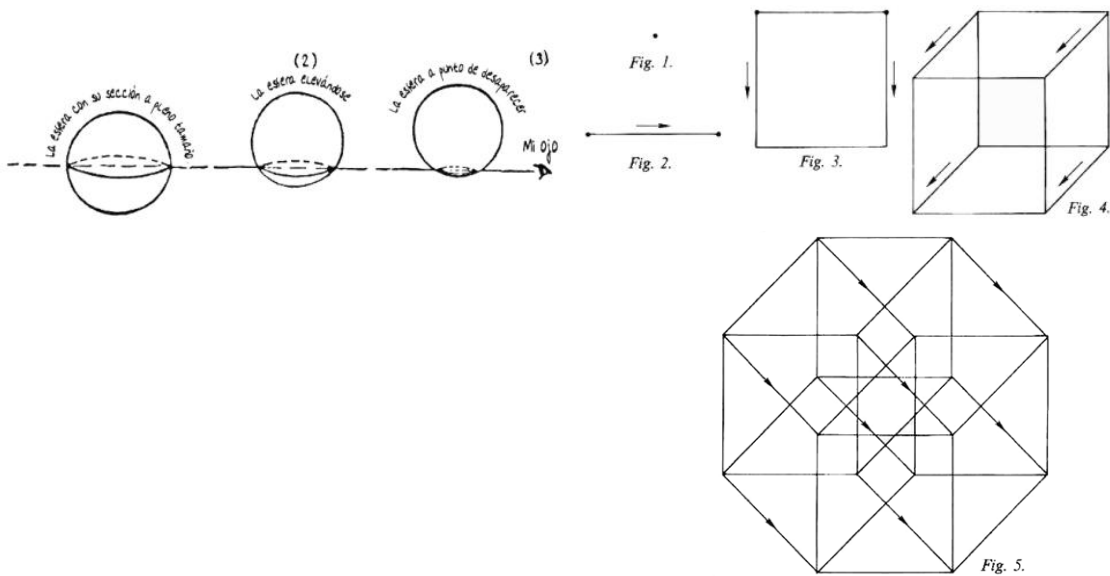 La esfera con su sección a pleno tamaño
(2)
La esfera elevándose
(3)
La esfera a punto de desaparecer
Mi ojo
Fig. 1.
Fig. 2.
Fig. 3.
Fig. 4.
Fig. 5.